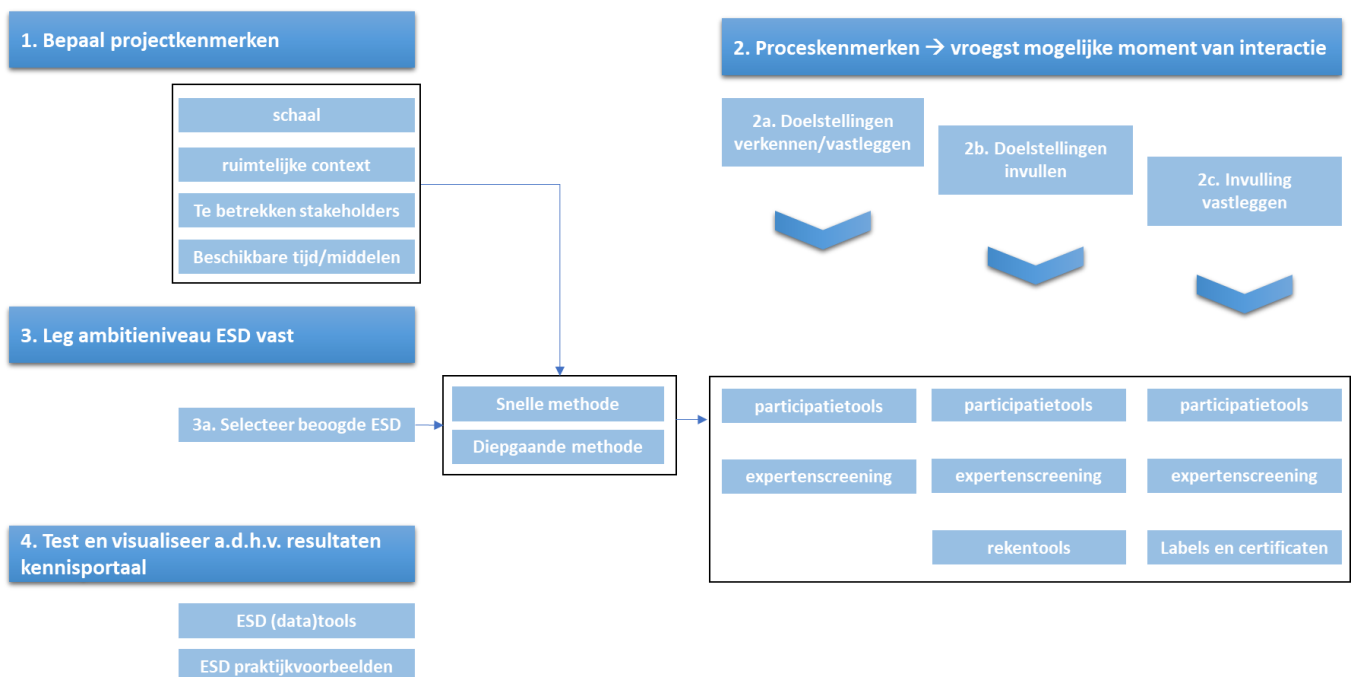 1. Bepaal projectkenmerken
schaal
ruimtelijke context
Te betrekken stakeholders
Beschikbare tijd/middelen
2. Proceskenmerken → vroegst mogelijke moment van interactie
2a. Doelstellingen
verkennen/vastleggen
2b. Doelstellingen
invullen
2c. Invulling
vastleggen
3. Leg ambitieniveau ESD vast
3a. Selecteer beoogde ESD
Snelle methode
Diepgaande methode
participatietools
participatietools
participatietools
expertenscreening
expertenscreening
expertenscreening
rekentools
Labels en certificaten
4. Test en visualiseer a.d.h.v. resultaten
kennisportaal
ESD (data)tools
ESD praktijkvoorbeelden